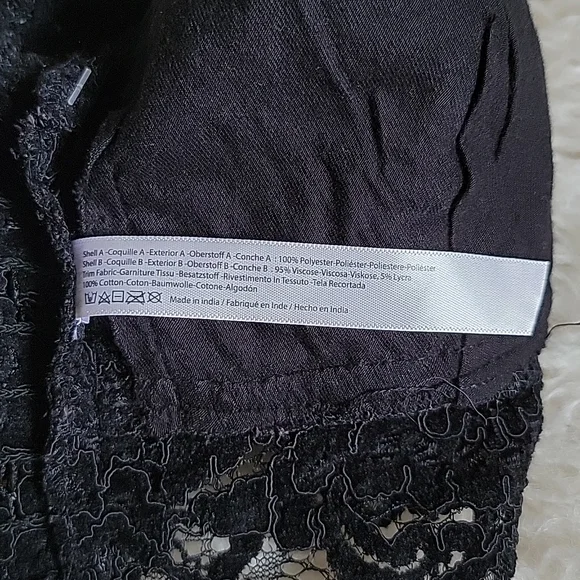 Shell A -Coquille A -Exterior A -Oberstoff A -Conche A : 100% Polyester-Poliéster-Poliestere-Poliester
Shell B -Coquille B -Exterior B -Oberstoff B -Conche B : 95% Viscose-Viscosa-Viskose, 5% Lycra
Trim Fabric-Garniture Tissu -Besatzstoff -Rivestimento In Tessuto -Tela Recortada
100% Cotton-Coton-Baumwolle-Cotone-Algodón
Made in india / Fabriqué en Inde / Hecho en India